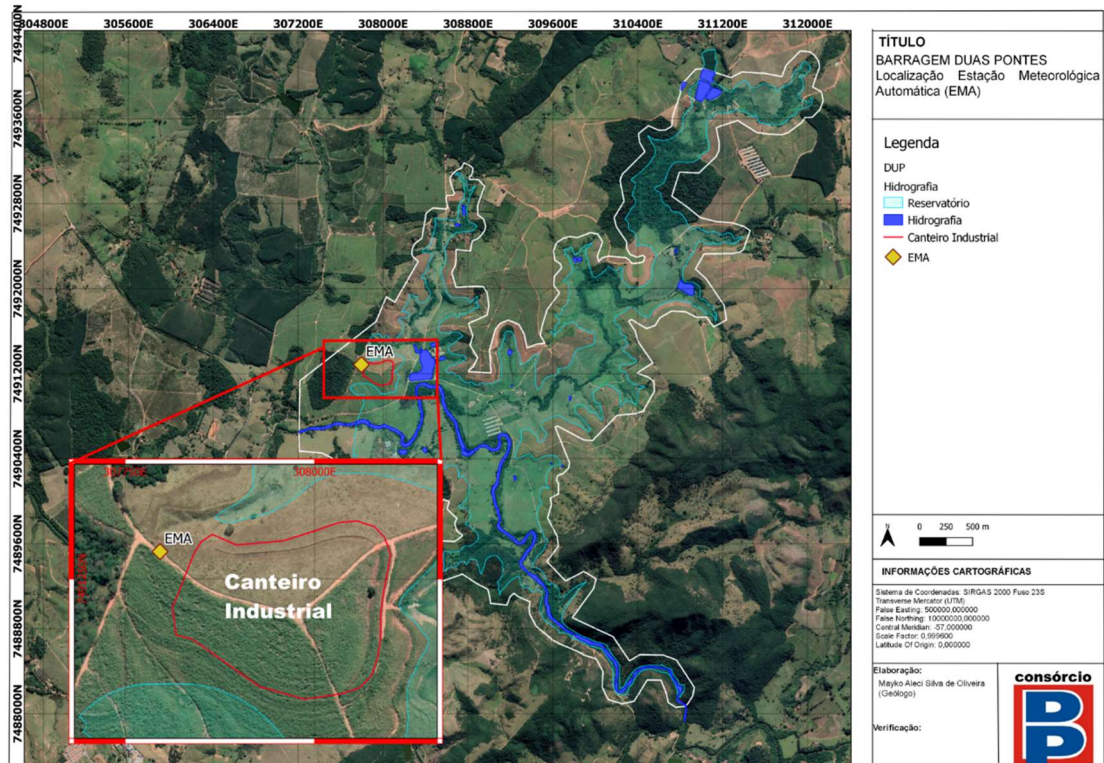 304800E 305600E 306400E 307200E 308000E 308800E 309600E 310400E 311200E 312000E
7494400N
7493600N
7492800N
7492000N
7491200N
7490400N
7489600N
7488800N
7488000N
EMA
308000E
EMA
Canteiro
Industrial
TÍTULO
BARRAGEM DUAS PONTES
Localização Estação Meteorológica
Automática (EMA)
Legenda
DUP
Hidrografia
Reservatório
Hidrografia
Canteiro Industrial
EMA
N
0 250 500 m
INFORMAÇÕES CARTOGRÁFICAS
Sistema de Coordenadas: SIRGAS 2000 Fuso 23S
Transverse Mercator (UTM)
False Easting: 500000,000000
False Northing: 10000000,000000
Central Meridian: -57,000000
Scale Factor: 0,999600
Latitude Of Origin: 0,000000
Elaboração:
Mayko Aleci Silva de Oliveira
(Geólogo)
Verificação:
consórcio
BP